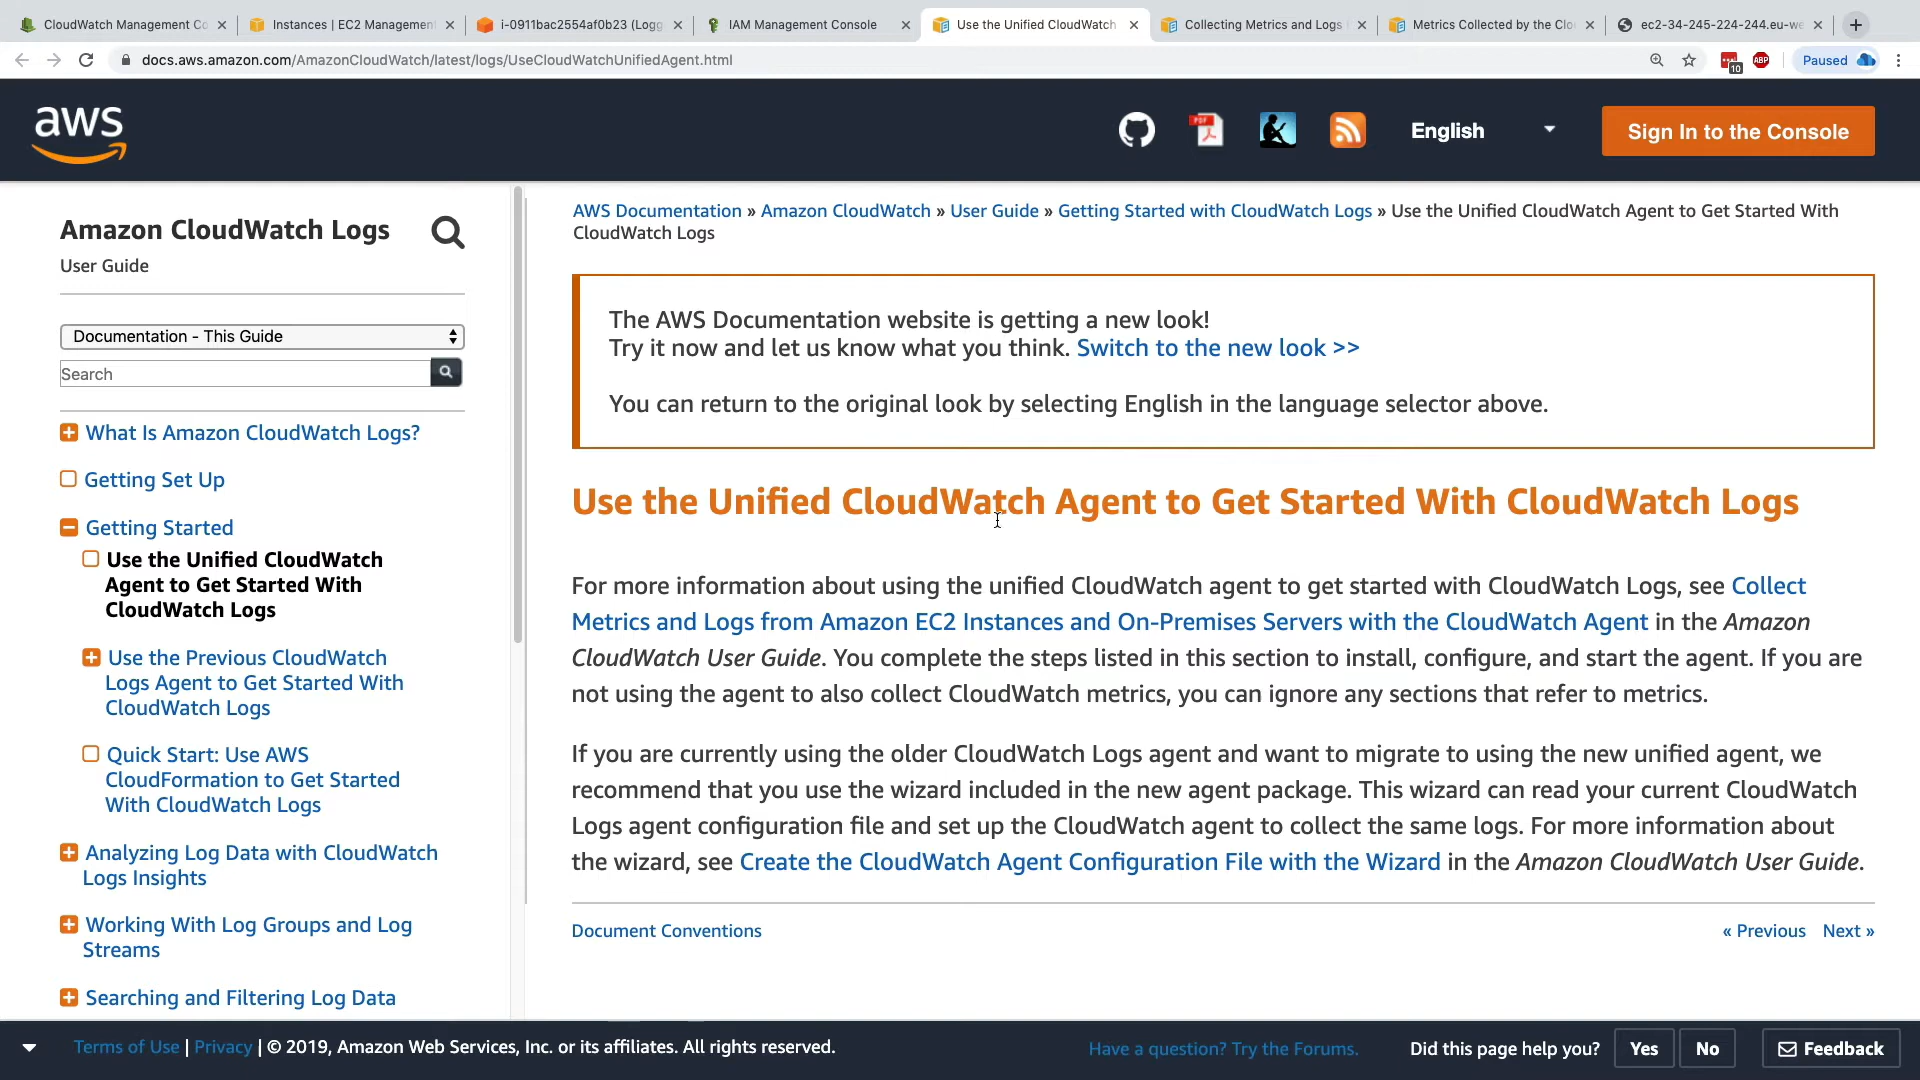 CloudWatch Management Co
Instances | EC2 Management
i-0911bac2554af0b23 (Logg
IAM Management Console
Use the Unified CloudWatch
Collecting Metrics and Logs
Metrics Collected by the Clo
ec2-34-245-224-244.eu-we
docs.aws.amazon.com/AmazonCloudWatch/latest/logs/UseCloudWatchUnifiedAgent.html
10
ABP
Paused
aws
PDF
English
Sign In to the Console
Amazon CloudWatch Logs
User Guide
Documentation - This Guide
Search
What Is Amazon CloudWatch Logs?
Getting Set Up
Getting Started
Use the Unified CloudWatch
Agent to Get Started With
CloudWatch Logs
Use the Previous CloudWatch
Logs Agent to Get Started With
CloudWatch Logs
Quick Start: Use AWS
CloudFormation to Get Started
With CloudWatch Logs
Analyzing Log Data with CloudWatch
Logs Insights
Working With Log Groups and Log
Streams
Searching and Filtering Log Data
AWS Documentation » Amazon CloudWatch » User Guide » Getting Started with CloudWatch Logs » Use the Unified CloudWatch Agent to Get Started With
CloudWatch Logs
The AWS Documentation website is getting a new look!
Try it now and let us know what you think. Switch to the new look >>
You can return to the original look by selecting English in the language selector above.
Use the Unified CloudWatch Agent to Get Started With CloudWatch Logs
For more information about using the unified CloudWatch agent to get started with CloudWatch Logs, see Collect
Metrics and Logs from Amazon EC2 Instances and On-Premises Servers with the CloudWatch Agent in the Amazon
CloudWatch User Guide. You complete the steps listed in this section to install, configure, and start the agent. If you are
not using the agent to also collect CloudWatch metrics, you can ignore any sections that refer to metrics.
If you are currently using the older CloudWatch Logs agent and want to migrate to using the new unified agent, we
recommend that you use the wizard included in the new agent package. This wizard can read your current CloudWatch
Logs agent configuration file and set up the CloudWatch agent to collect the same logs. For more information about
the wizard, see Create the CloudWatch Agent Configuration File with the Wizard in the Amazon CloudWatch User Guide.
Document Conventions
« Previous Next »
Terms of Use | Privacy | © 2019, Amazon Web Services, Inc. or its affiliates. All rights reserved.
Have a question? Try the Forums.
Did this page help you?
Yes
No
Feedback